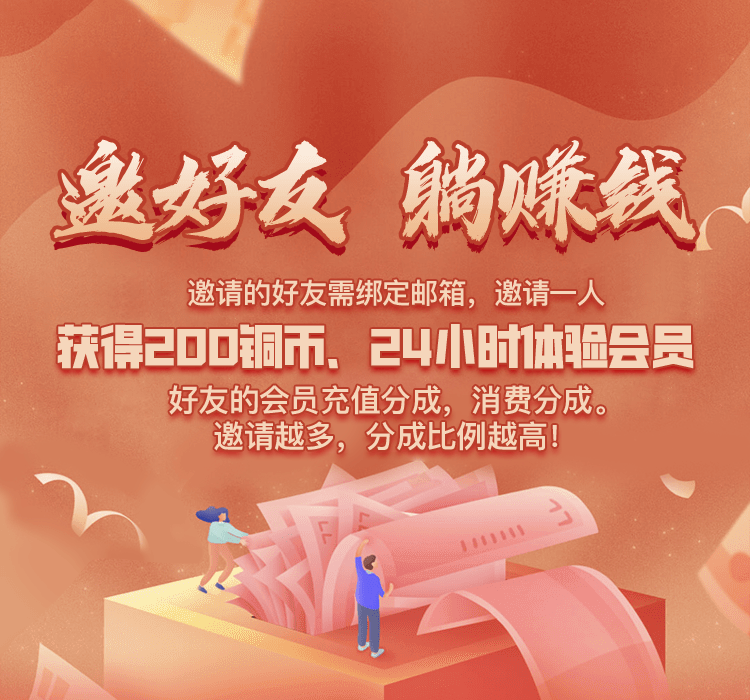 邀好友 躺赚钱
邀请的好友需绑定邮箱，邀请一人
获得200铜币、24小时体验会员
好友的会员充值分成，消费分成。
邀请越多，分成比例越高！